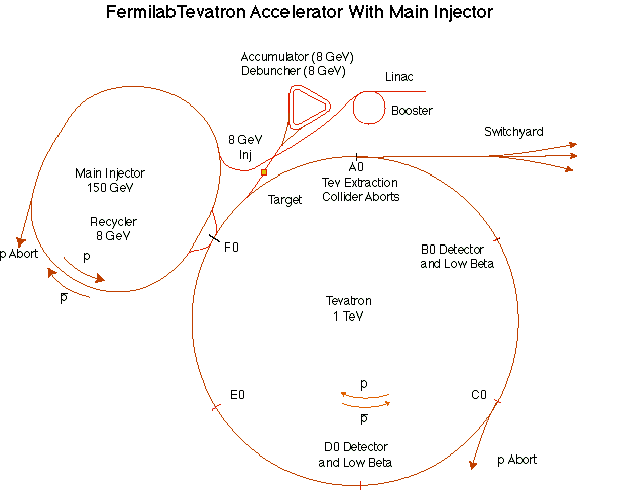 FermilabTevatron Accelerator With Main Injector
Accumulator (8 GeV)
Debuncher (8 GeV)
Linac
Booster
Switchyard
8 GeV
Inj
A0
Tev Extraction
Collider Aborts
Target
Main Injector
150 GeV
Recycler
8 GeV
p Abort
p
p̅
F0
B0 Detector
and Low Beta
Tevatron
1 TeV
E0
p
p̅
C0
D0 Detector
and Low Beta
p Abort